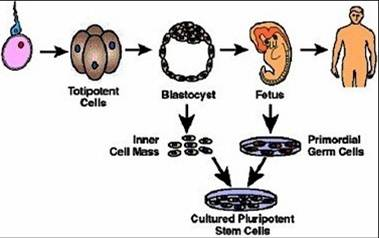 Totipotent
Cells
Blastocyst
Fetus
Inner
Cell Mass
Primordial
Germ Cells
Cultured Pluripotent
Stem Cells